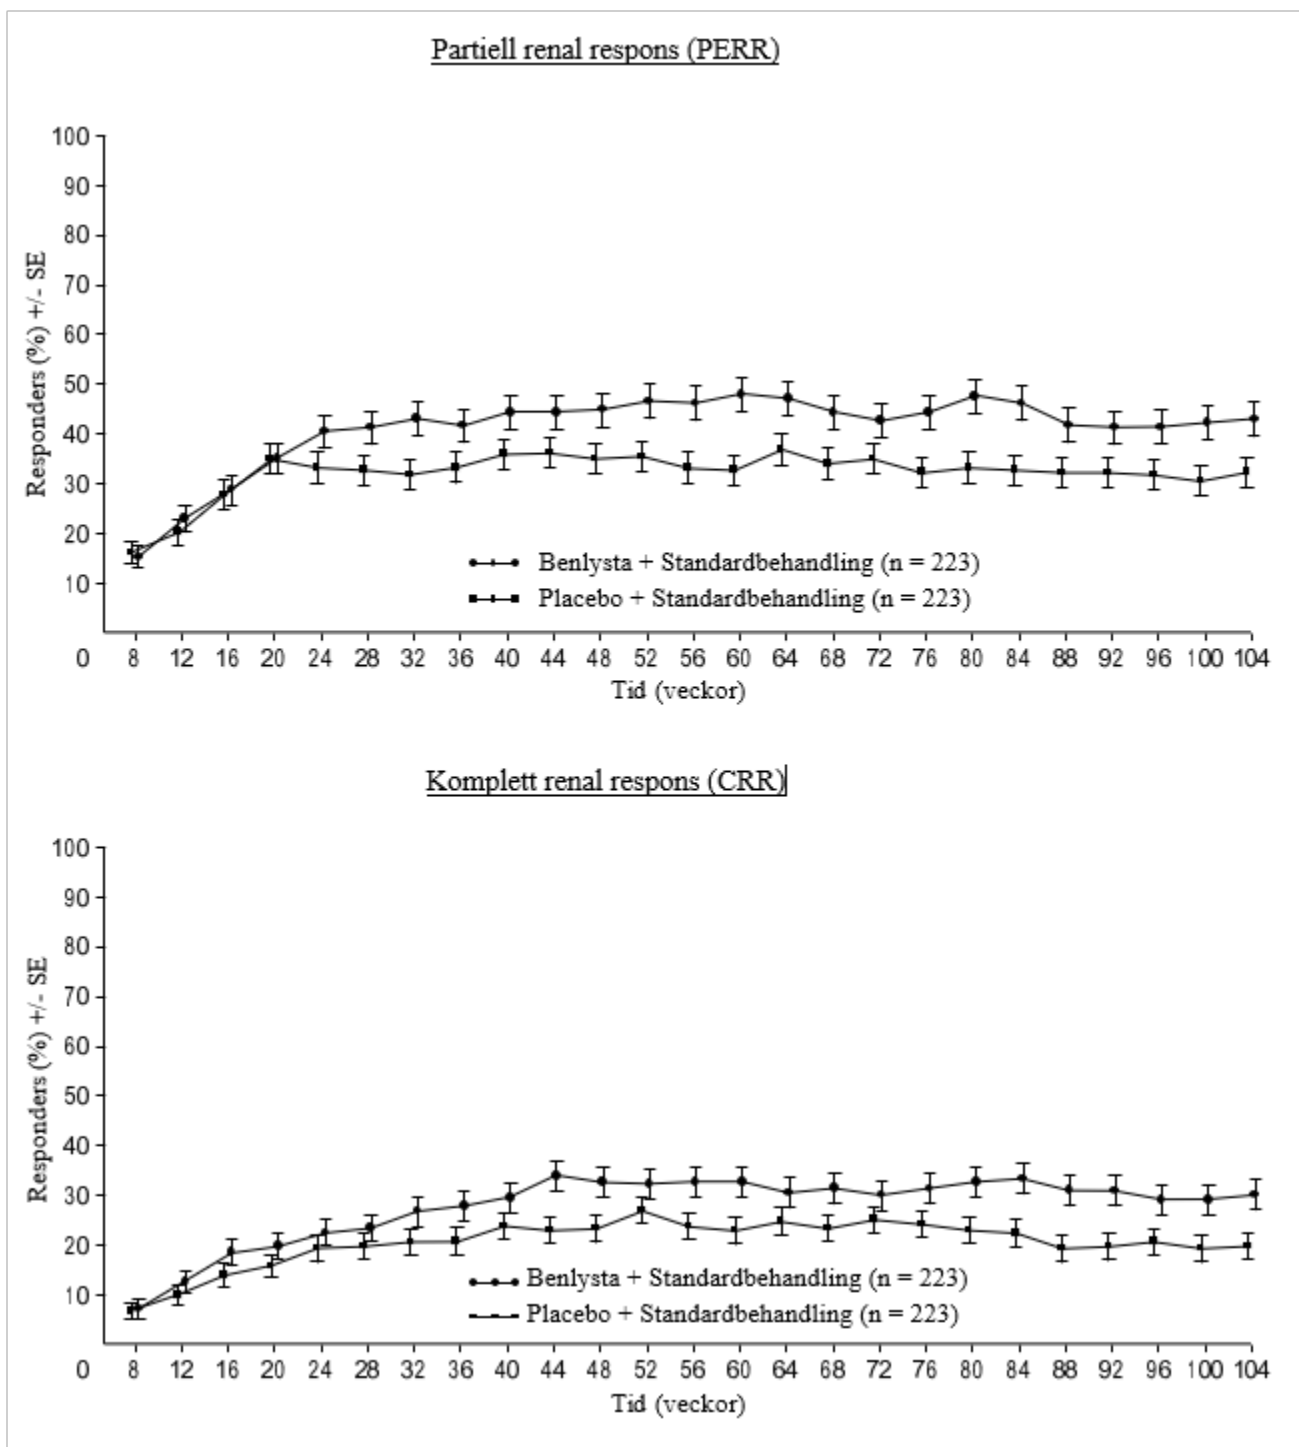 Partiell renal respons (PERR)
100
90
80
70
60
50
40
30
20
10
Responders (%) +/- SE
Benlysta + Standardbehandling (n = 223)
Placebo + Standardbehandling (n = 223)
0 8 12 16 20 24 28 32 36 40 44 48 52 56 60 64 68 72 76 80 84 88 92 96 100 104
Tid (veckor)
Komplett renal respons (CRR)
100
90
80
70
60
50
40
30
20
10
Responders (%) +/- SE
Benlysta + Standardbehandling (n = 223)
Placebo + Standardbehandling (n = 223)
0 8 12 16 20 24 28 32 36 40 44 48 52 56 60 64 68 72 76 80 84 88 92 96 100 104
Tid (veckor)